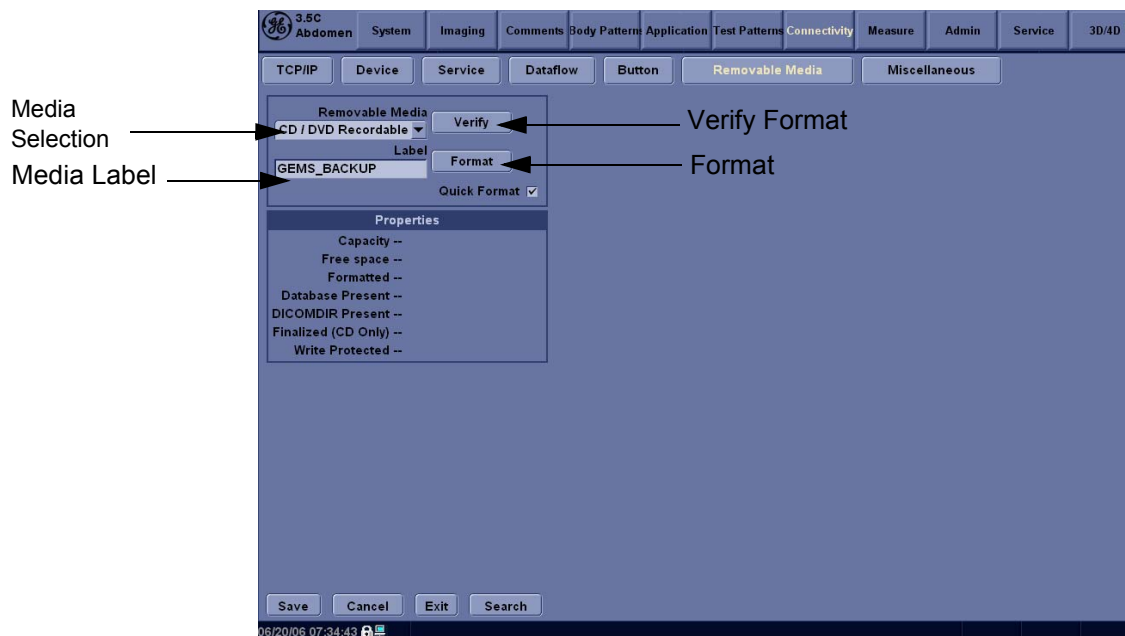 3.5C
Abdomen
System
Imaging
Comments
Body Pattern
Application
Test Patterns
Connectivity
Measure
Admin
Service
3D/4D
TCP/IP
Device
Service
Dataflow
Button
Removable Media
Miscellaneous
Media
Selection
Media Label
Removable Media
CD / DVD Recordable
Verify
Verify Format
Label
GEMS_BACKUP
Format
Format
Quick Format
Properties
Capacity --
Free space --
Formatted --
Database Present --
DICOMDIR Present --
Finalized (CD Only) --
Write Protected --
Save
Cancel
Exit
Search
06/20/06 07:34:43